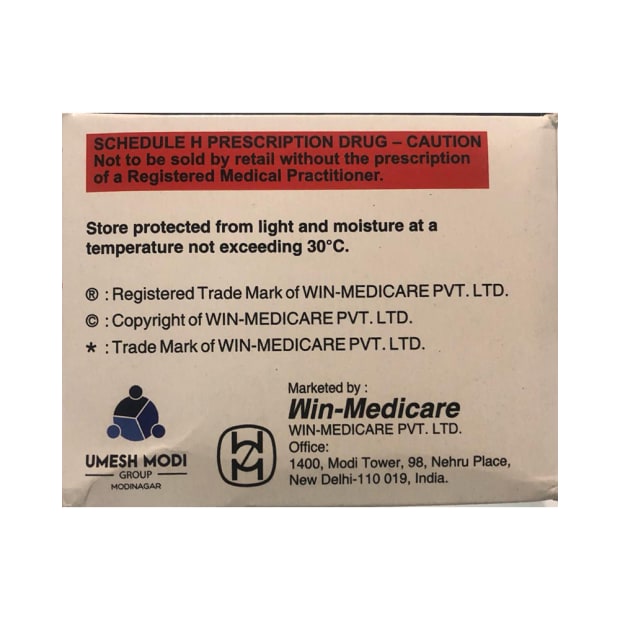 SCHEDULE H PRESCRIPTION DRUG – CAUTION
Not to be sold by retail without the prescription
of a Registered Medical Practitioner.
Store protected from light and moisture at a
temperature not exceeding 30°C.
® : Registered Trade Mark of WIN-MEDICARE PVT. LTD.
© : Copyright of WIN-MEDICARE PVT. LTD.
* : Trade Mark of WIN-MEDICARE PVT. LTD.
UMESH MODI
GROUP
MODINAGAR
Marketed by :
Win-Medicare
WIN-MEDICARE PVT. LTD.
Office:
1400, Modi Tower, 98, Nehru Place,
New Delhi-110 019, India.